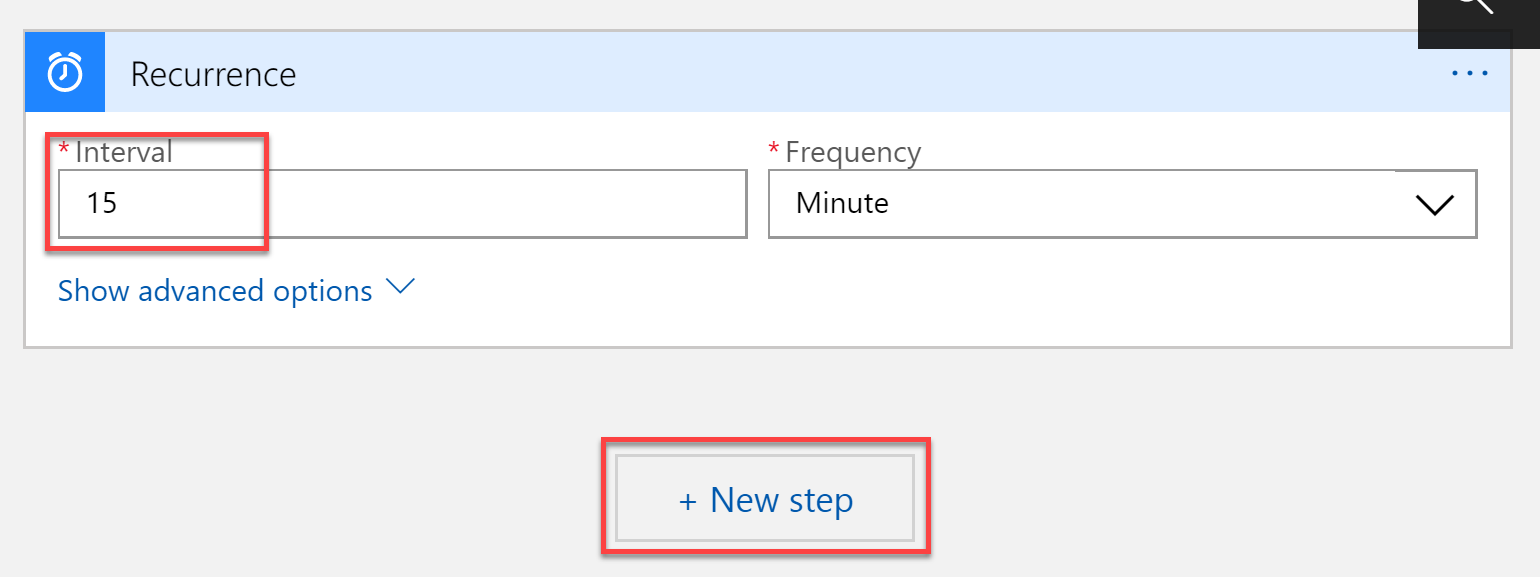 Recurrence
* Interval
* Frequency
15
Minute
Show advanced options
+ New step